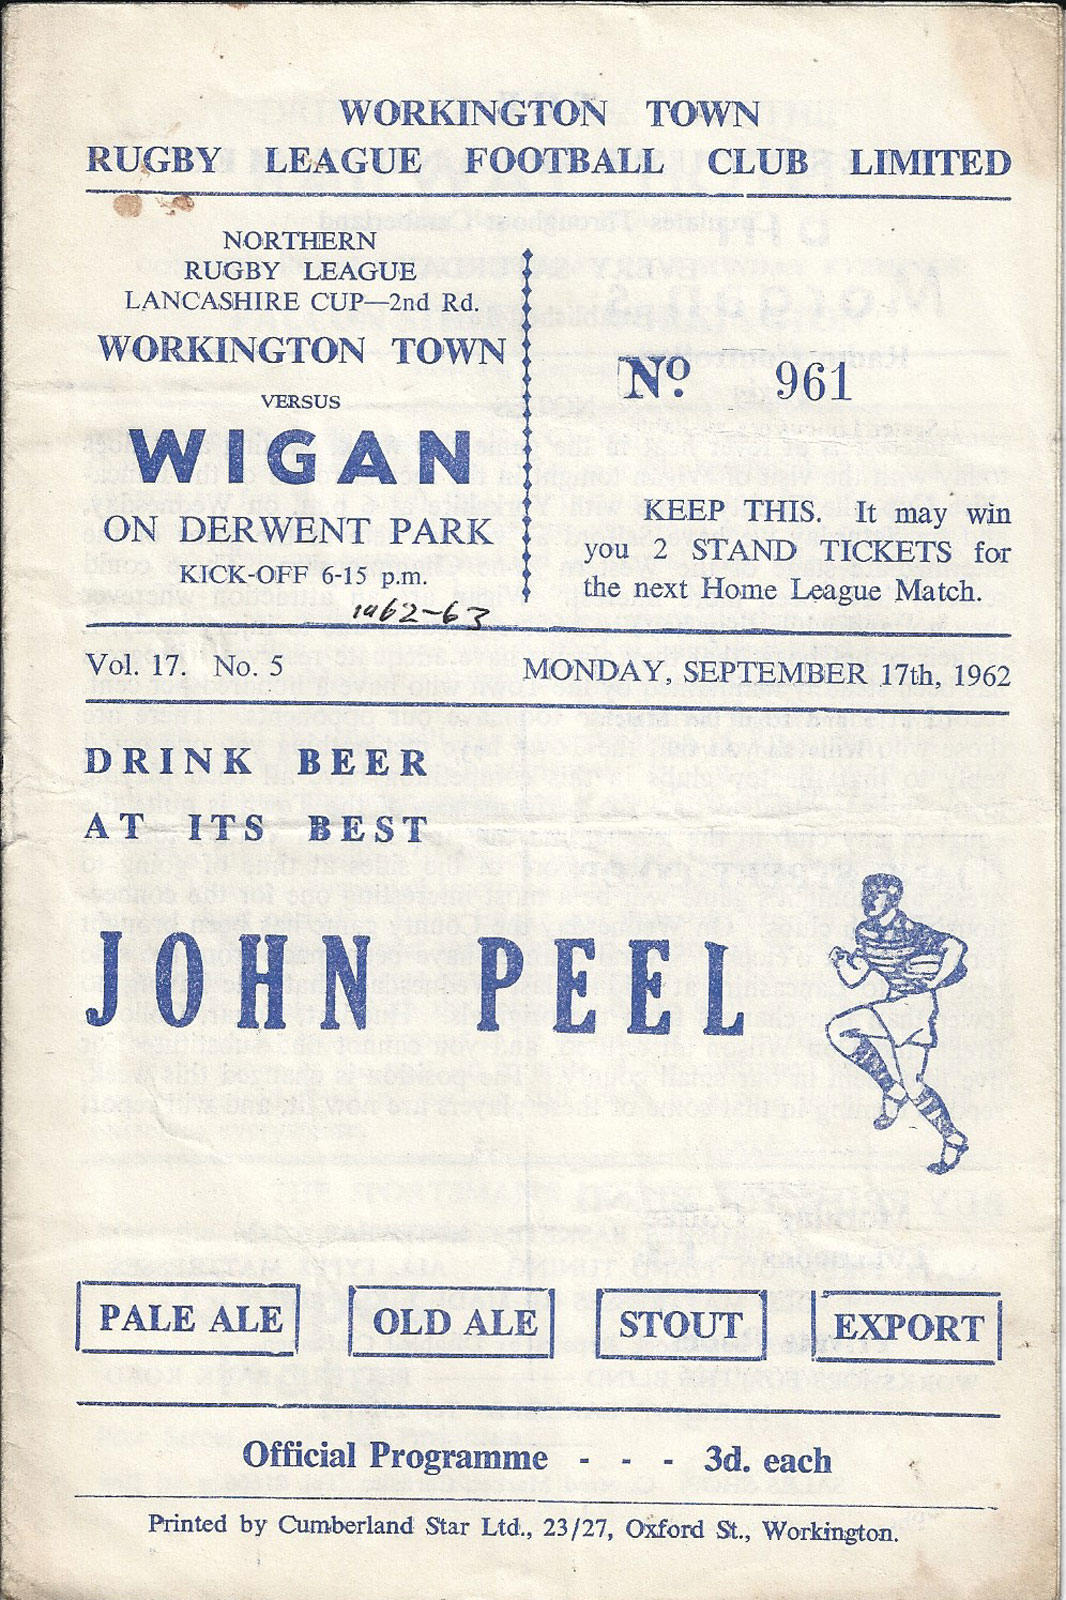 WORKINGTON TOWN
RUGBY LEAGUE FOOTBALL CLUB LIMITED
NORTHERN
RUGBY LEAGUE
LANCASHIRE CUP—2nd Rd.
WORKINGTON TOWN
VERSUS
WIGAN
ON DERWENT PARK
KICK-OFF 6-15 p.m.
1962-63
Nº 961
KEEP THIS. It may win
you 2 STAND TICKETS for
the next Home League Match.
Vol. 17. No. 5 MONDAY, SEPTEMBER 17th, 1962
DRINK BEER
AT ITS BEST
JOHN PEEL
PALE ALE OLD ALE STOUT EXPORT
Official Programme - - - 3d. each
Printed by Cumberland Star Ltd., 23/27, Oxford St., Workington.